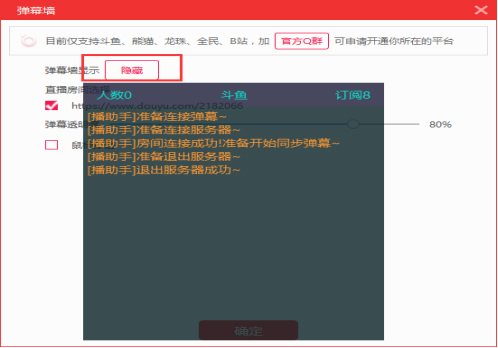 弹幕墙
目前仅支持斗鱼、熊猫、龙珠、全民、B站，加 官方Q群 可申请开通你所在的平台
弹幕墙显示 隐藏
直播房间选择
人数0 斗鱼 订阅8
https://www.douyu.com/2182066
[播助手]准备连接弹幕~
弹幕透 80%
[播助手]准备连接服务器~
鼠
[播助手]房间连接成功!准备开始同步弹幕~
[播助手]准备退出服务器~
[播助手]退出服务器成功~
确定